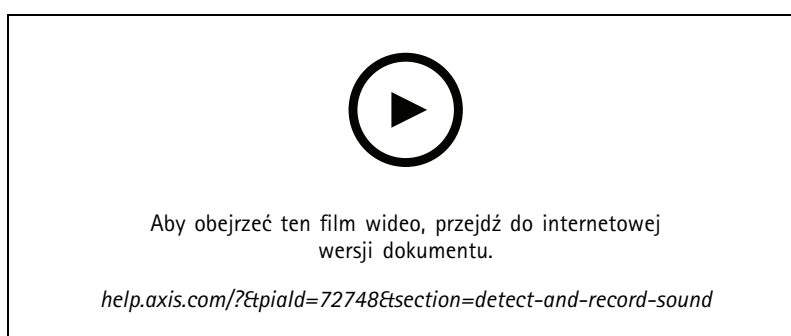 Aby obejrzeć ten film wideo, przejdź do internetowej
wersji dokumentu.
help.axis.com/?&piaId=72748&section=detect-and-record-sound